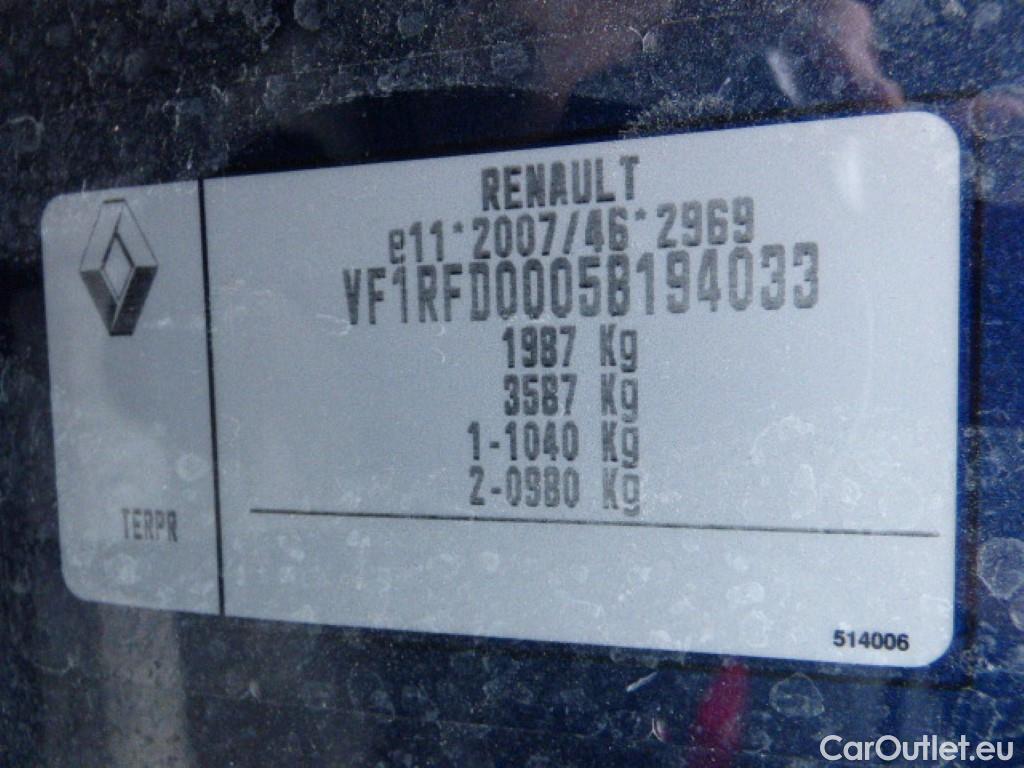 RENAULT
e11*2007/46*2969
VF1RFD00058194033
1987 Kg
3587 Kg
1-1040 Kg
2-0980 Kg
TERPR
514006
CarOutlet.eu